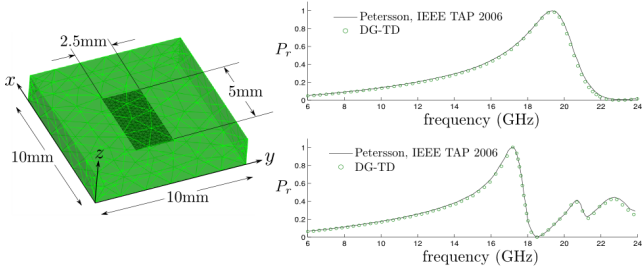 2.5mm
5mm
10mm
10mm
x
z
y
Petersson, IEEE TAP 2006
DG-TD
P_r
1
0.8
0.6
0.4
0.2
0
6 8 10 12 14 16 18 20 22 24
frequency (GHz)
Petersson, IEEE TAP 2006
DG-TD
P_r
1
0.8
0.6
0.4
0.2
0
6 8 10 12 14 16 18 20 22 24
frequency (GHz)